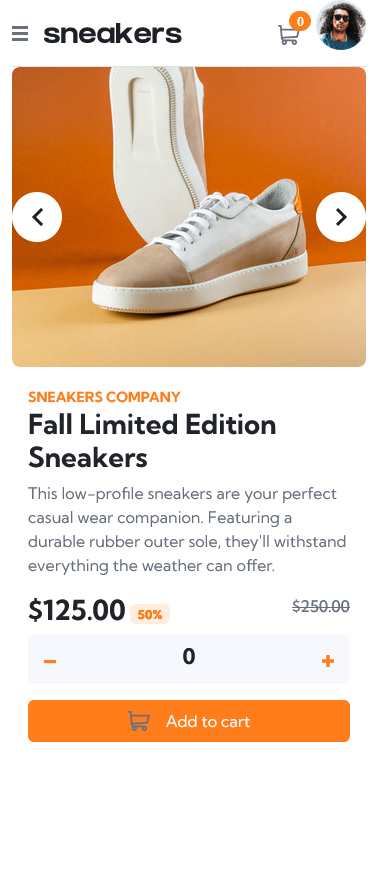 sneakers
0
SNEAKERS COMPANY
Fall Limited Edition
Sneakers
This low-profile sneakers are your perfect
casual wear companion. Featuring a
durable rubber outer sole, they'll withstand
everything the weather can offer.
$125.00 50% $250.00
0
Add to cart